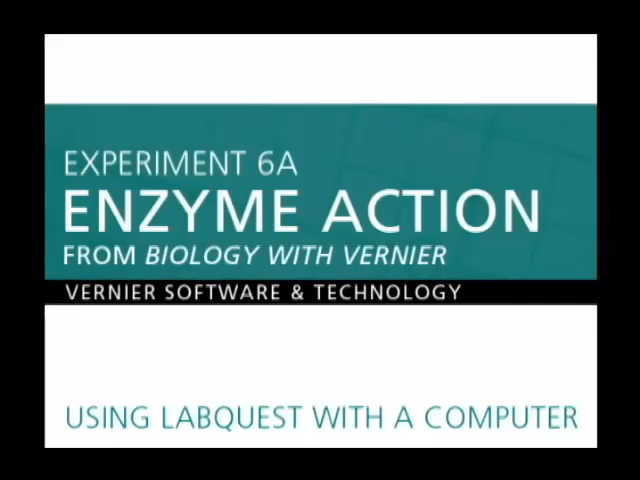 EXPERIMENT 6A
ENZYME ACTION
FROM BIOLOGY WITH VERNIER
VERNIER SOFTWARE & TECHNOLOGY
USING LABQUEST WITH A COMPUTER